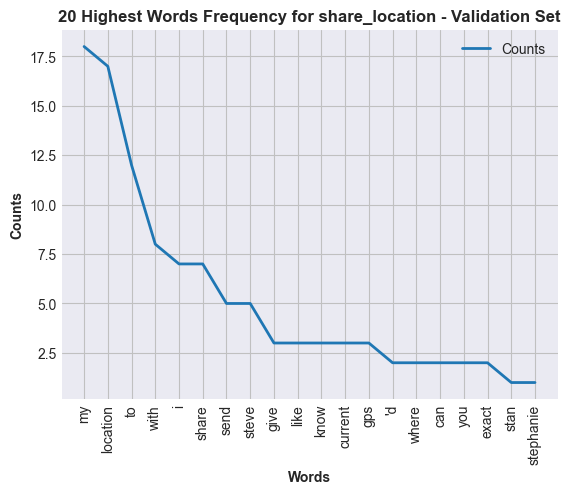 20 Highest Words Frequency for share_location - Validation Set
Counts
17.5
15.0
12.5
10.0
7.5
5.0
2.5
Counts
my
location
to
with
i
share
send
steve
give
like
know
current
gps
'd
where
can
you
exact
stan
stephanie
Words